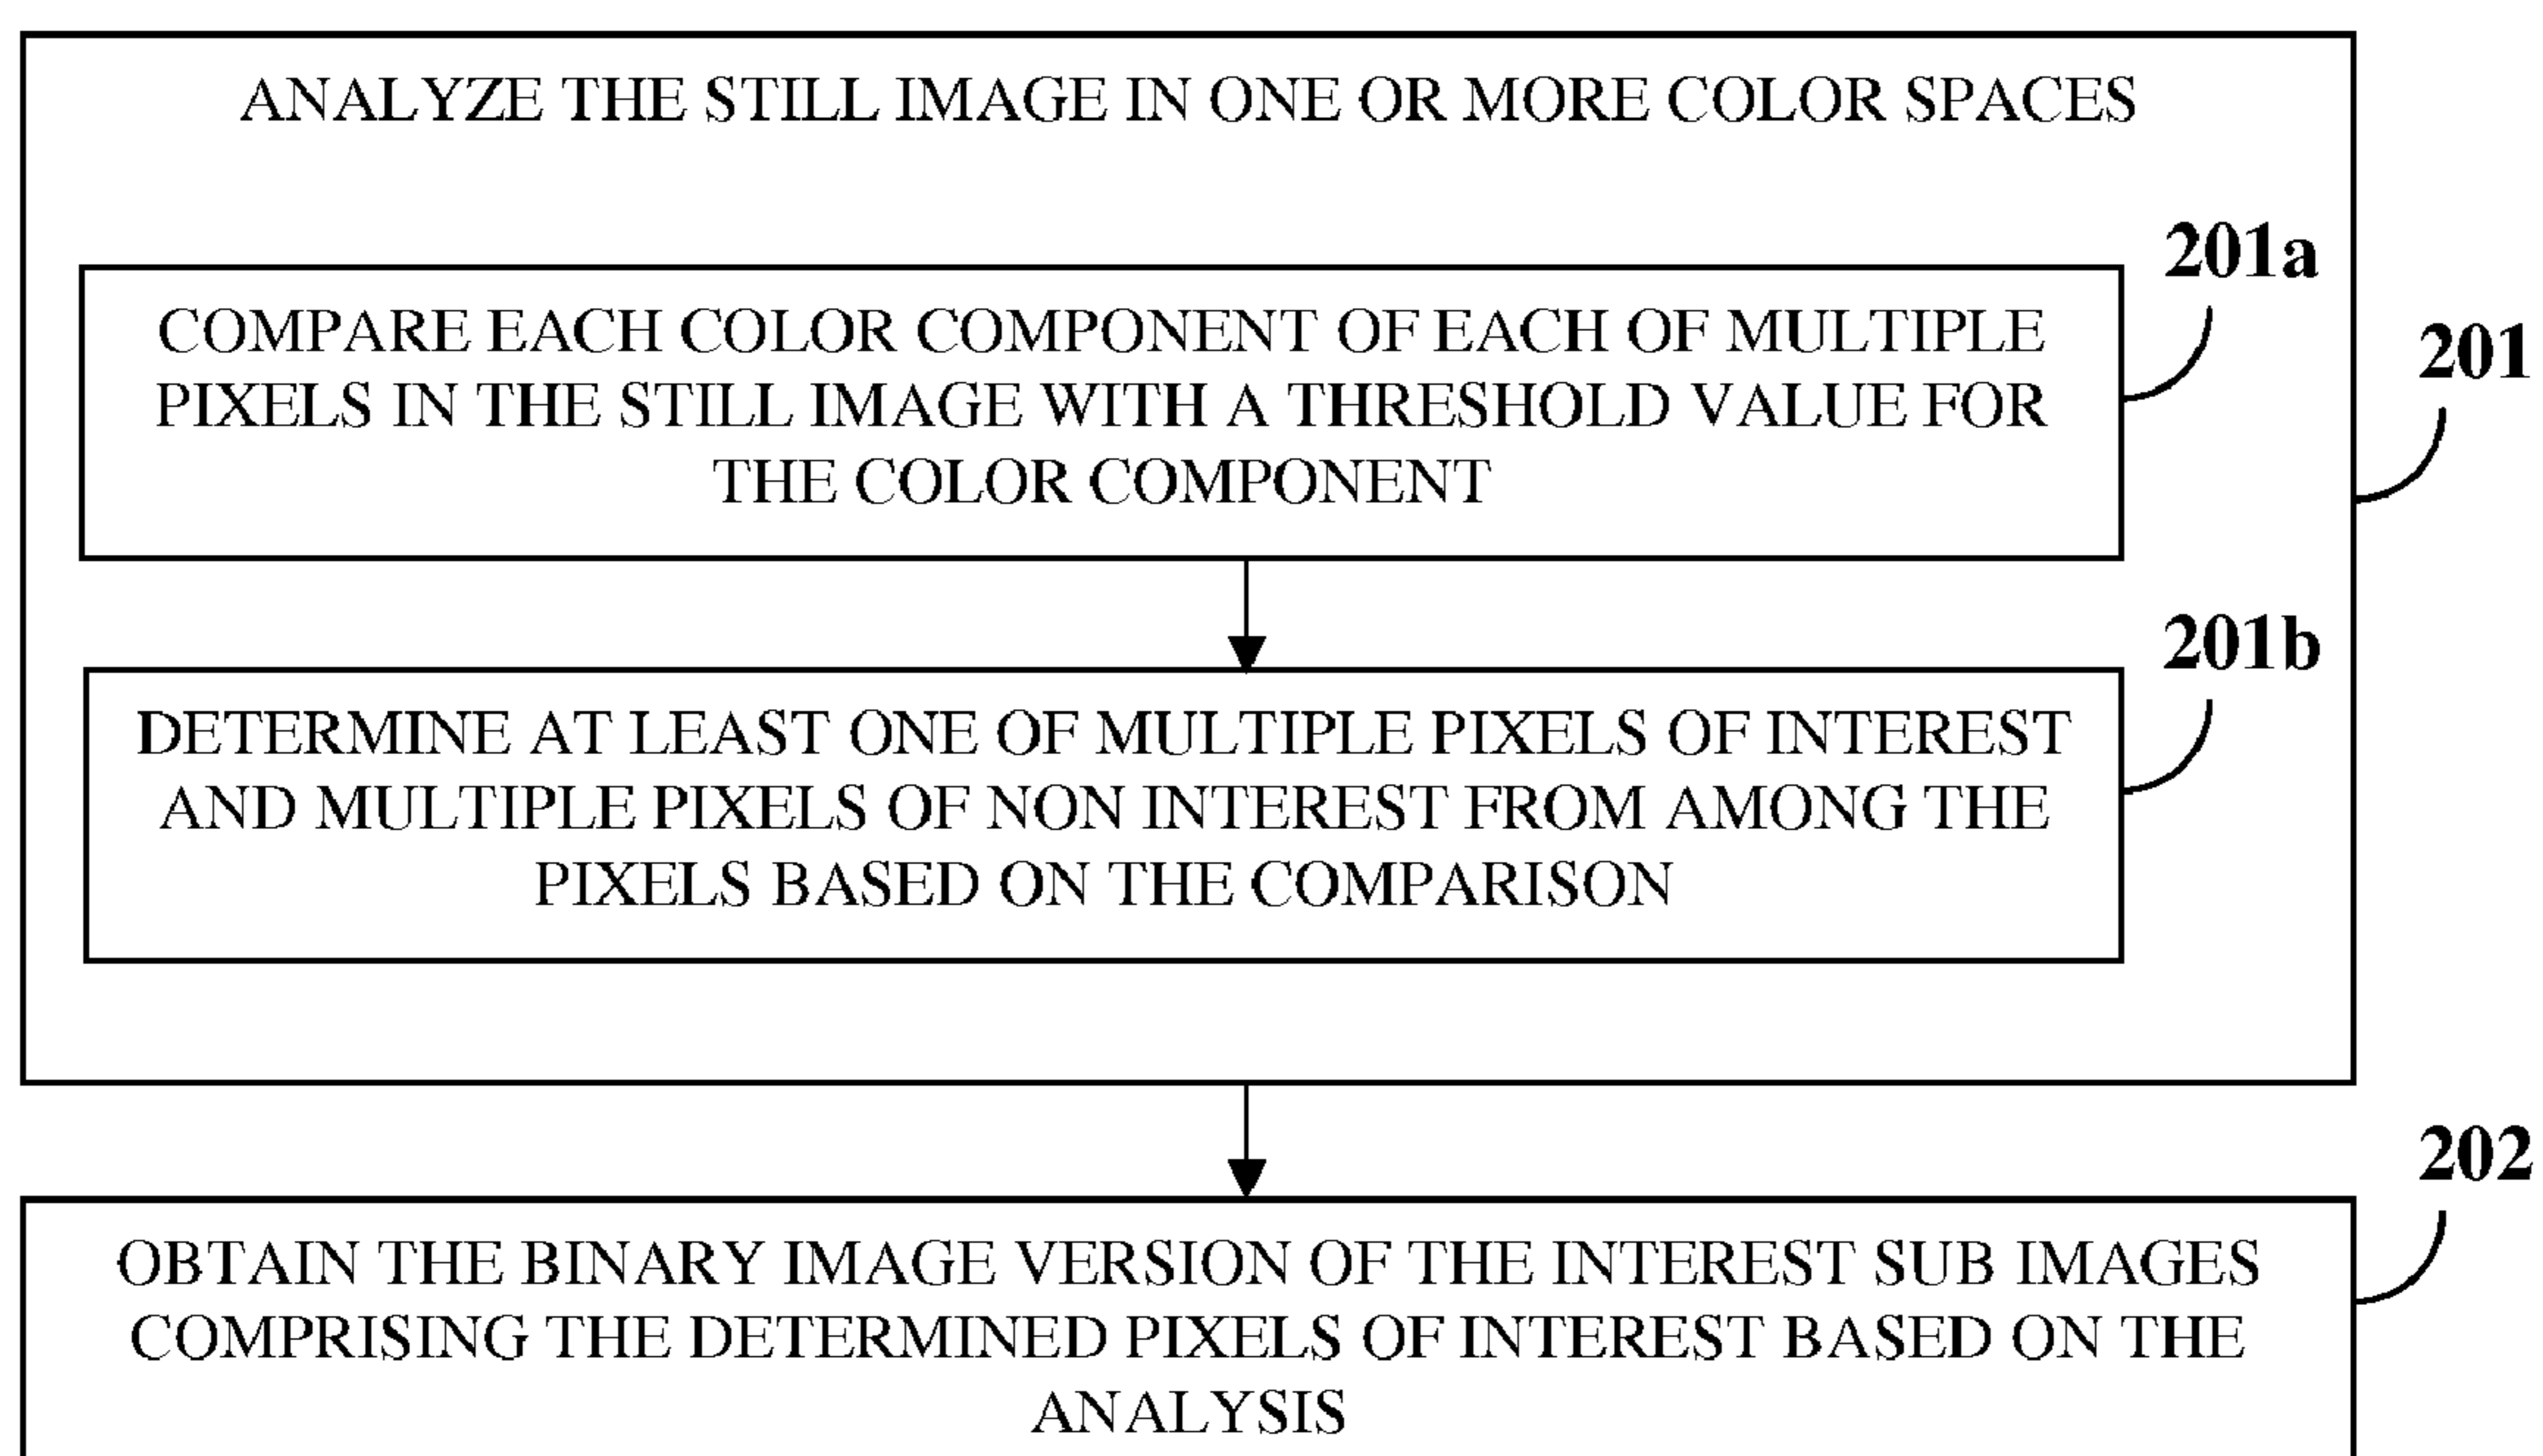 ANALYZE THE STILL IMAGE IN ONE OR MORE COLOR SPACES
201a
COMPARE EACH COLOR COMPONENT OF EACH OF MULTIPLE
PIXELS IN THE STILL IMAGE WITH A THRESHOLD VALUE FOR
THE COLOR COMPONENT
201
201b
DETERMINE AT LEAST ONE OF MULTIPLE PIXELS OF INTEREST
AND MULTIPLE PIXELS OF NON INTEREST FROM AMONG THE
PIXELS BASED ON THE COMPARISON
202
OBTAIN THE BINARY IMAGE VERSION OF THE INTEREST SUB IMAGES
COMPRISING THE DETERMINED PIXELS OF INTEREST BASED ON THE
ANALYSIS